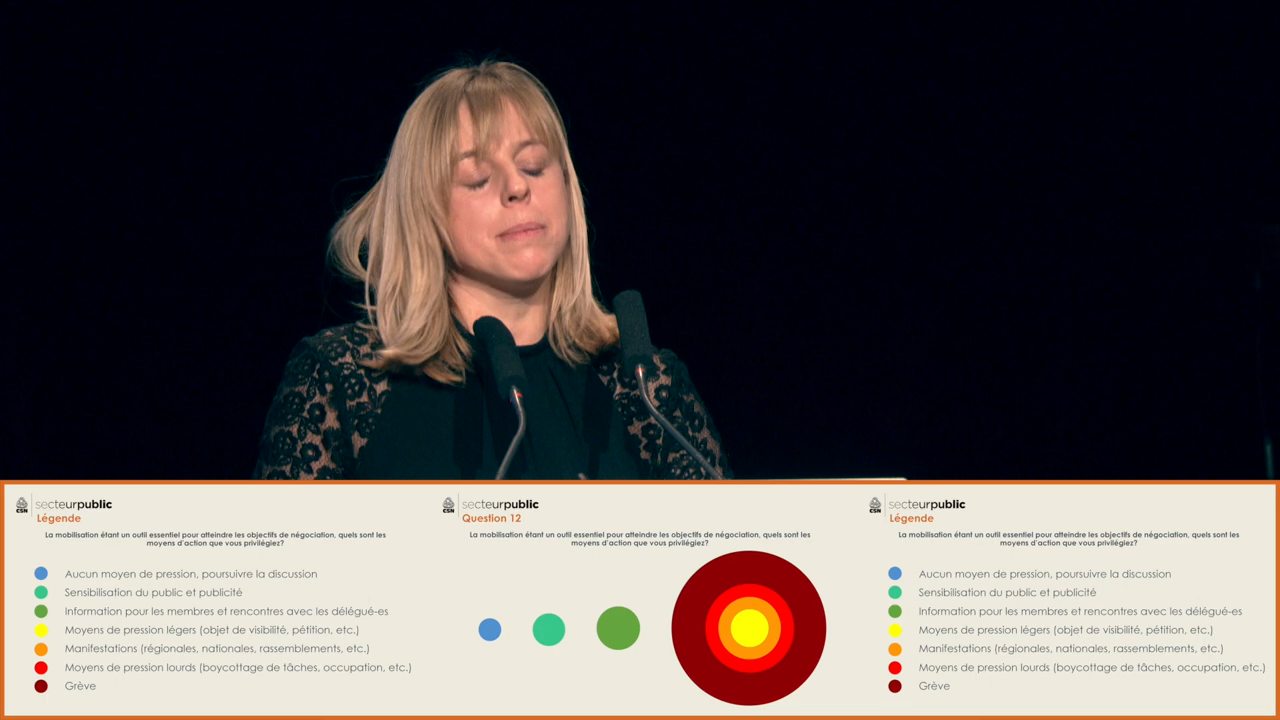 CSN
secteurpublic
Légende
La mobilisation étant un outil essentiel pour atteindre les objectifs de négociation, quels sont les
moyens d'action que vous privilégiez?
Aucun moyen de pression, poursuivre la discussion
Sensibilisation du public et publicité
Information pour les membres et rencontres avec les délégué-es
Moyens de pression légers (objet de visibilité, pétition, etc.)
Manifestations (régionales, nationales, rassemblements, etc.)
Moyens de pression lourds (boycottage de tâches, occupation, etc.)
Grève
CSN
secteurpublic
Question 12
La mobilisation étant un outil essentiel pour atteindre les objectifs de négociation, quels sont les
moyens d'action que vous privilégiez?
CSN
secteurpublic
Légende
La mobilisation étant un outil essentiel pour atteindre les objectifs de négociation, quels sont les
moyens d'action que vous privilégiez?
Aucun moyen de pression, poursuivre la discussion
Sensibilisation du public et publicité
Information pour les membres et rencontres avec les délégué-es
Moyens de pression légers (objet de visibilité, pétition, etc.)
Manifestations (régionales, nationales, rassemblements, etc.)
Moyens de pression lourds (boycottage de tâches, occupation, etc.)
Grève